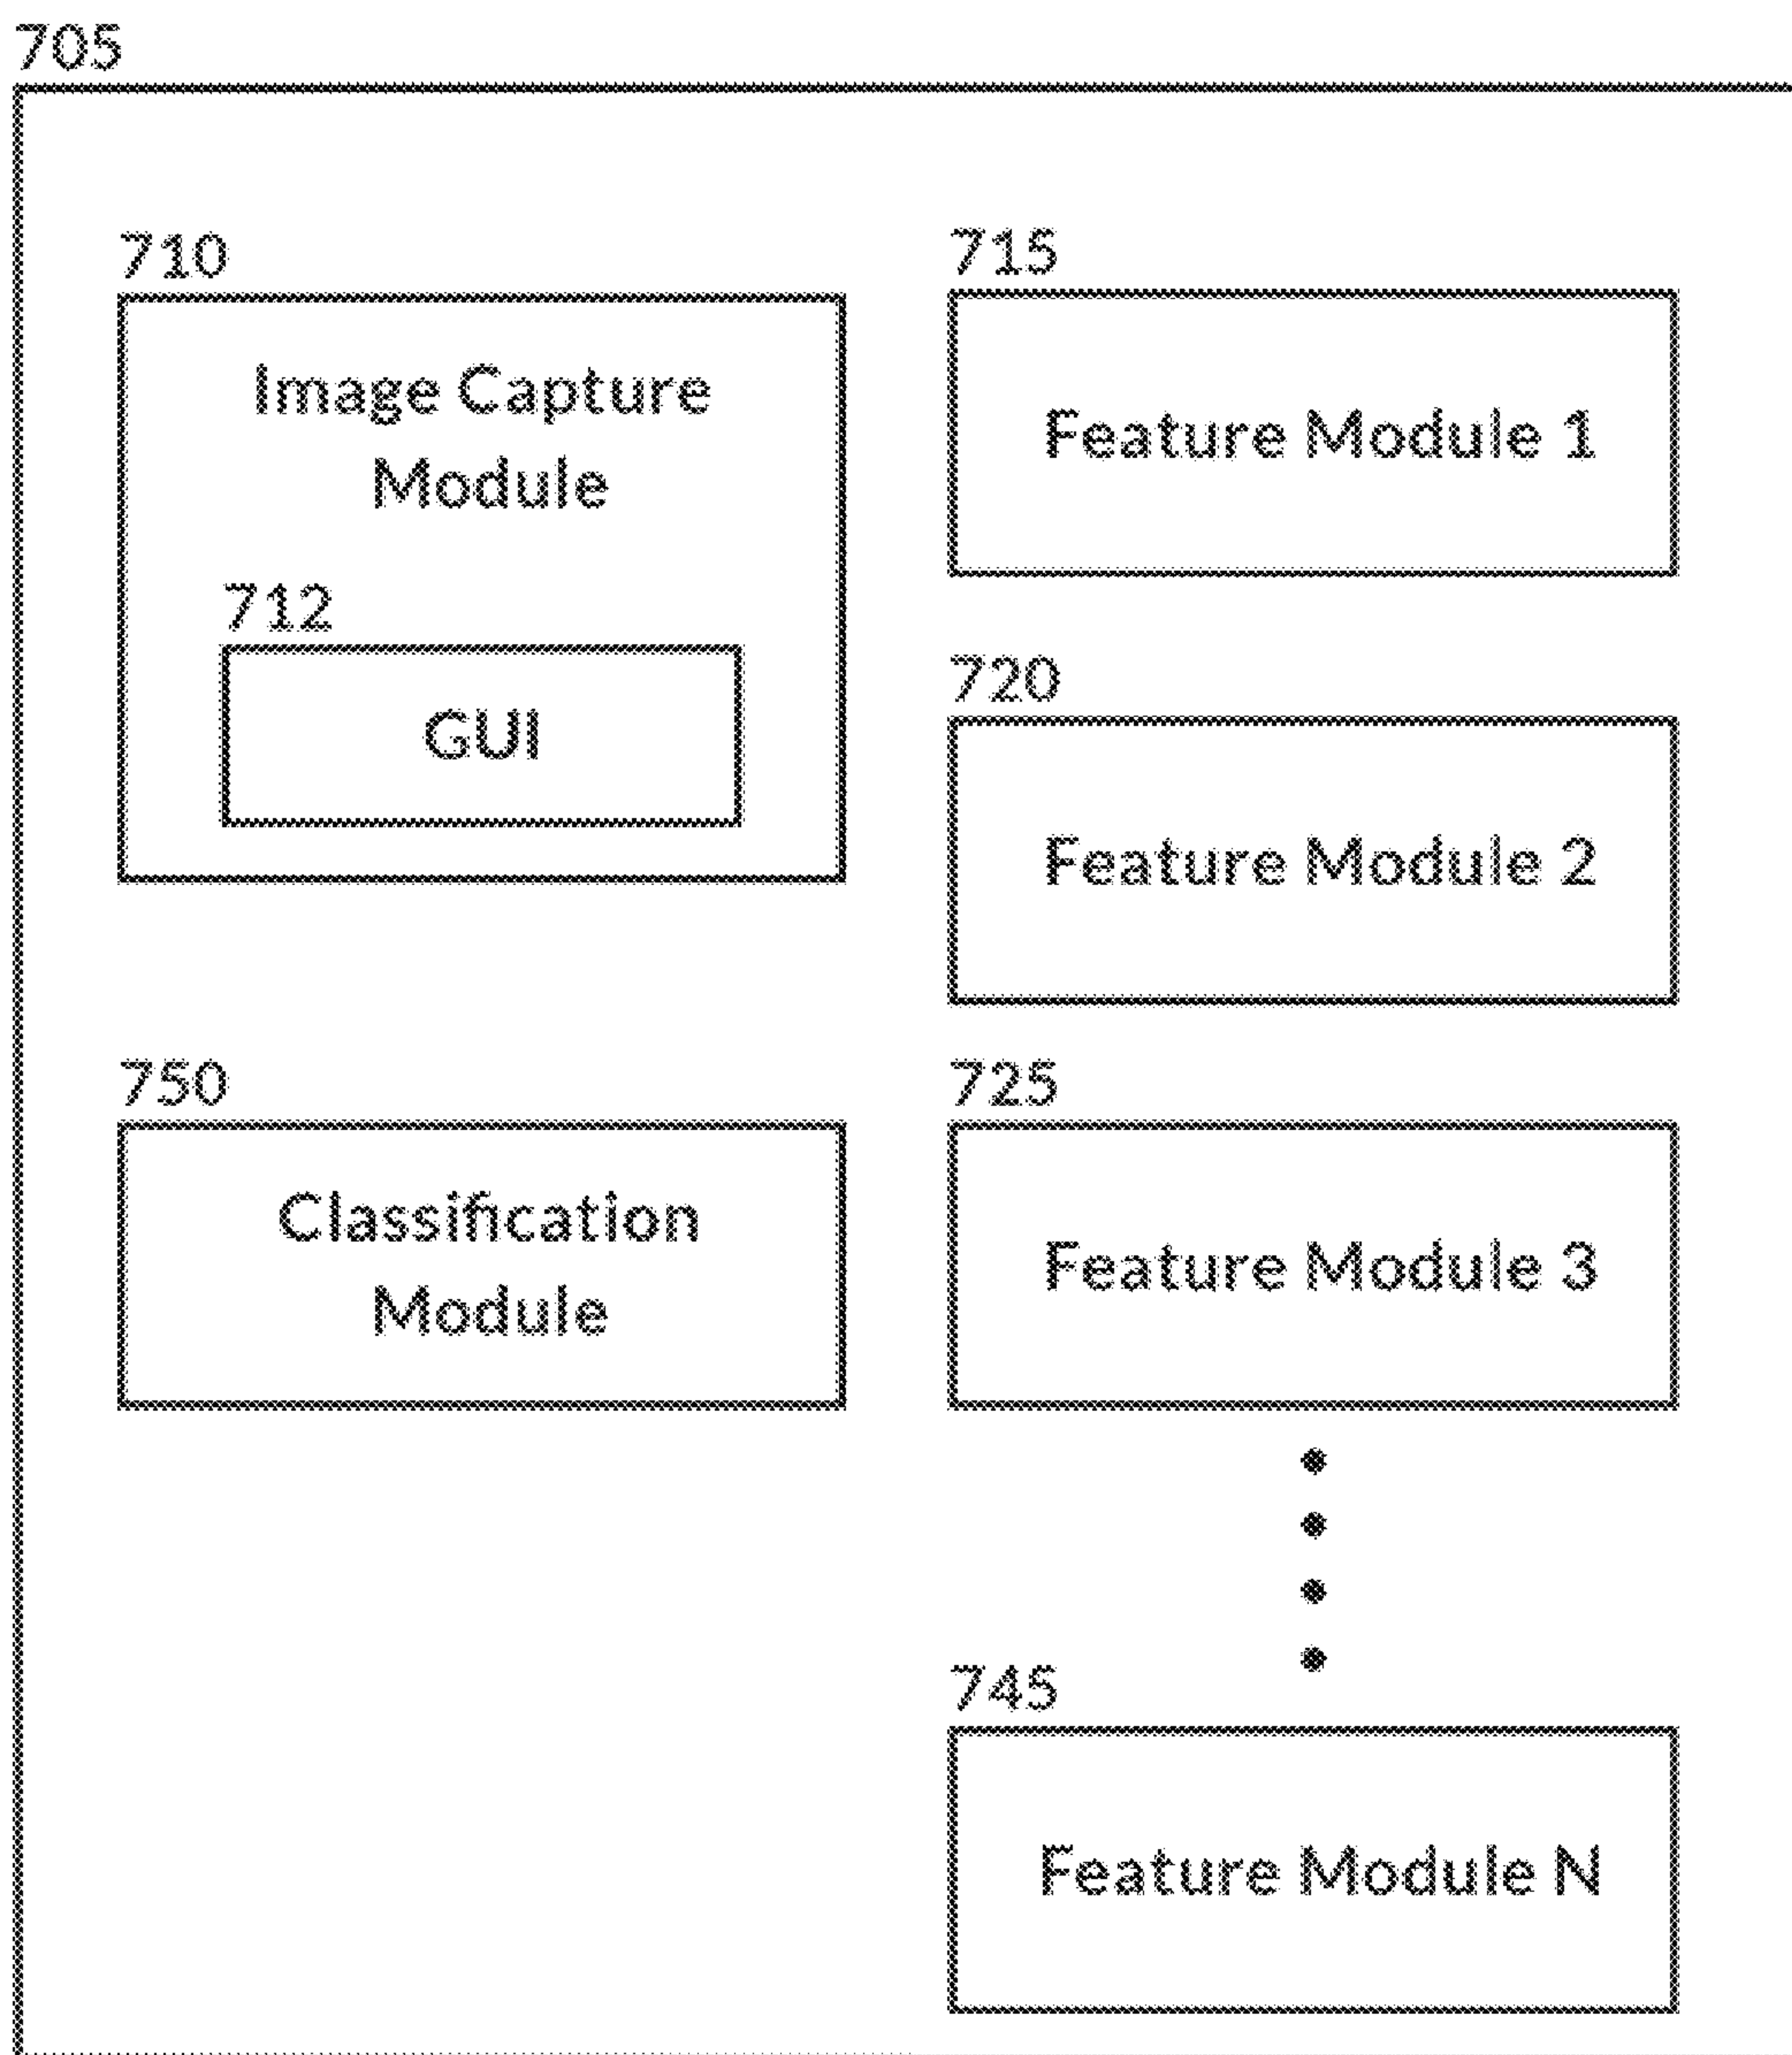 705
710
Image Capture
Module
712
GUI
750
Classification
Module
715
Feature Module 1
720
Feature Module 2
725
Feature Module 3
745
Feature Module N